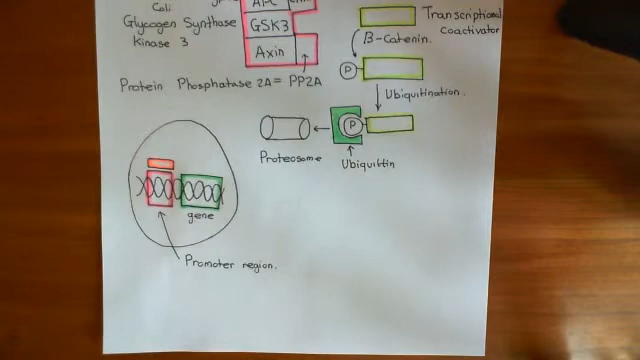 Coli
APC
Glycogen Synthase
Kinase 3
GSK3
Axin
Transcriptional
coactivator
β-catenin.
P
Protein Phosphatase 2A = PP2A
Ubiquitination.
P
Proteosome
Ubiquitin
gene
Promoter region.